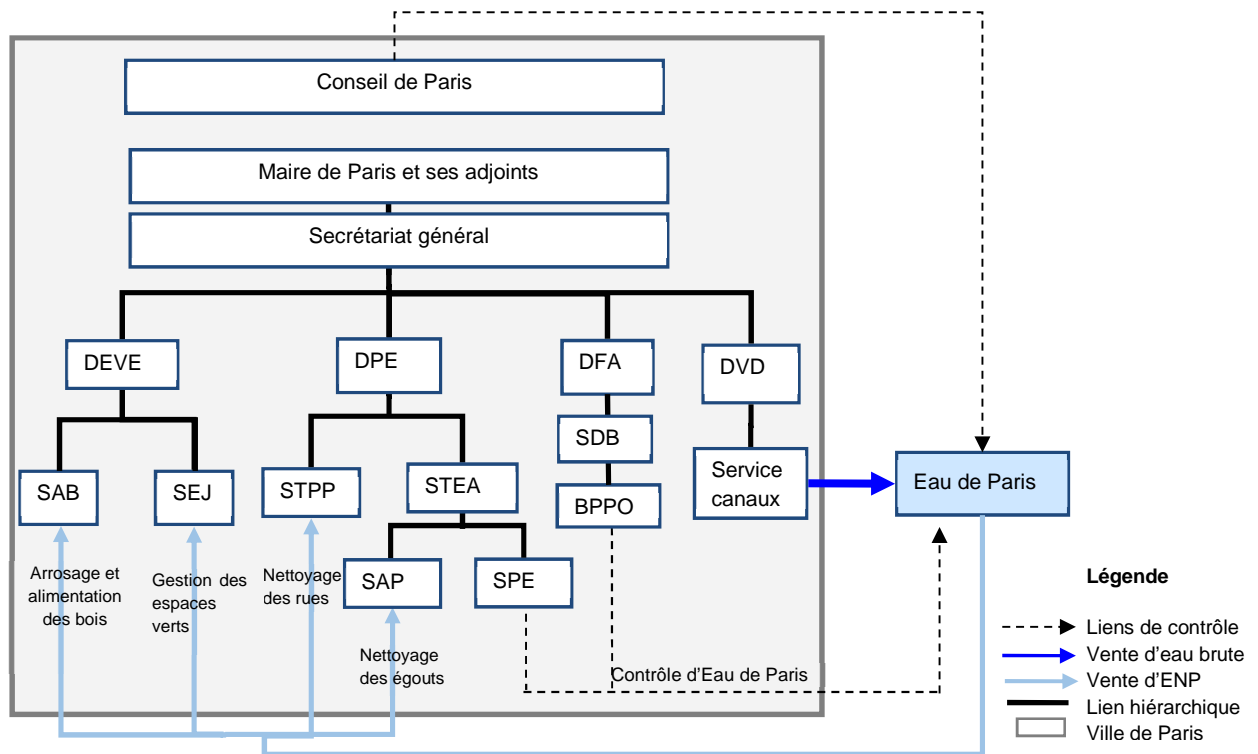 Conseil de Paris
Maire de Paris et ses adjoints
Secrétariat général
DEVE
DPE
DFA
DVD
SDB
SAB
SEJ
STPP
STEA
BPPO
Service
canaux
Eau de Paris
SAP
SPE
Arrosage et
alimentation
des bois
Gestion des
espaces
verts
Nettoyage
des rues
Nettoyage
des égouts
Contrôle d'Eau de Paris
Légende
Liens de contrôle
Vente d'eau brute
Vente d'ENP
Lien hiérarchique
Ville de Paris